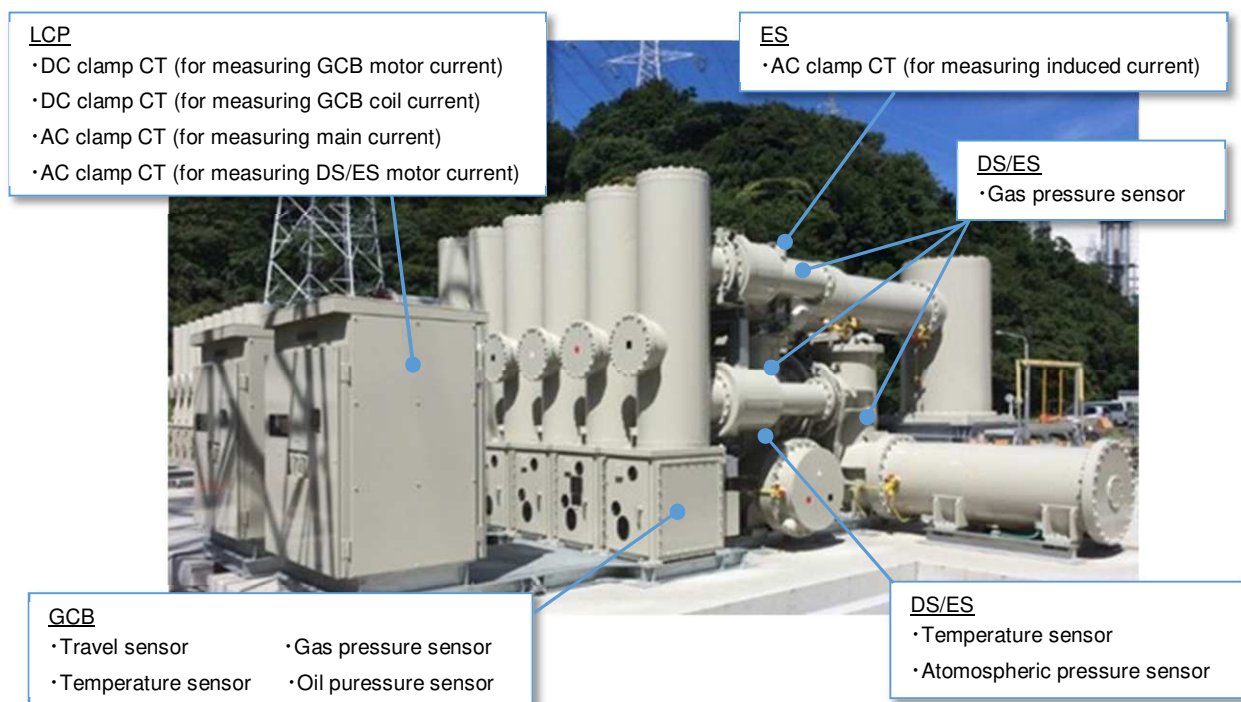 LCP
・DC clamp CT (for measuring GCB motor current)
・DC clamp CT (for measuring GCB coil current)
・AC clamp CT (for measuring main current)
・AC clamp CT (for measuring DS/ES motor current)
ES
・AC clamp CT (for measuring induced current)
DS/ES
・Gas pressure sensor
GCB
・Travel sensor ・Gas pressure sensor
・Temperature sensor ・Oil puressure sensor
DS/ES
・Temperature sensor
・Atomospheric pressure sensor